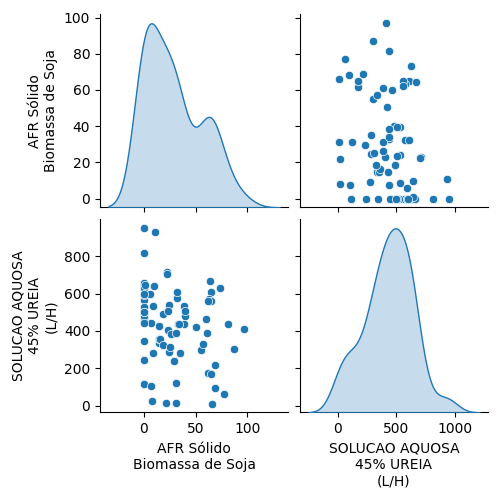 100
80
60
40
20
0
AFR Sólido
Biomassa de Soja
800
600
400
200
0
SOLUCAO AQUOSA
45% UREIA
(L/H)
0
50
100
AFR Sólido
Biomassa de Soja
0
500
1000
SOLUCAO AQUOSA
45% UREIA
(L/H)